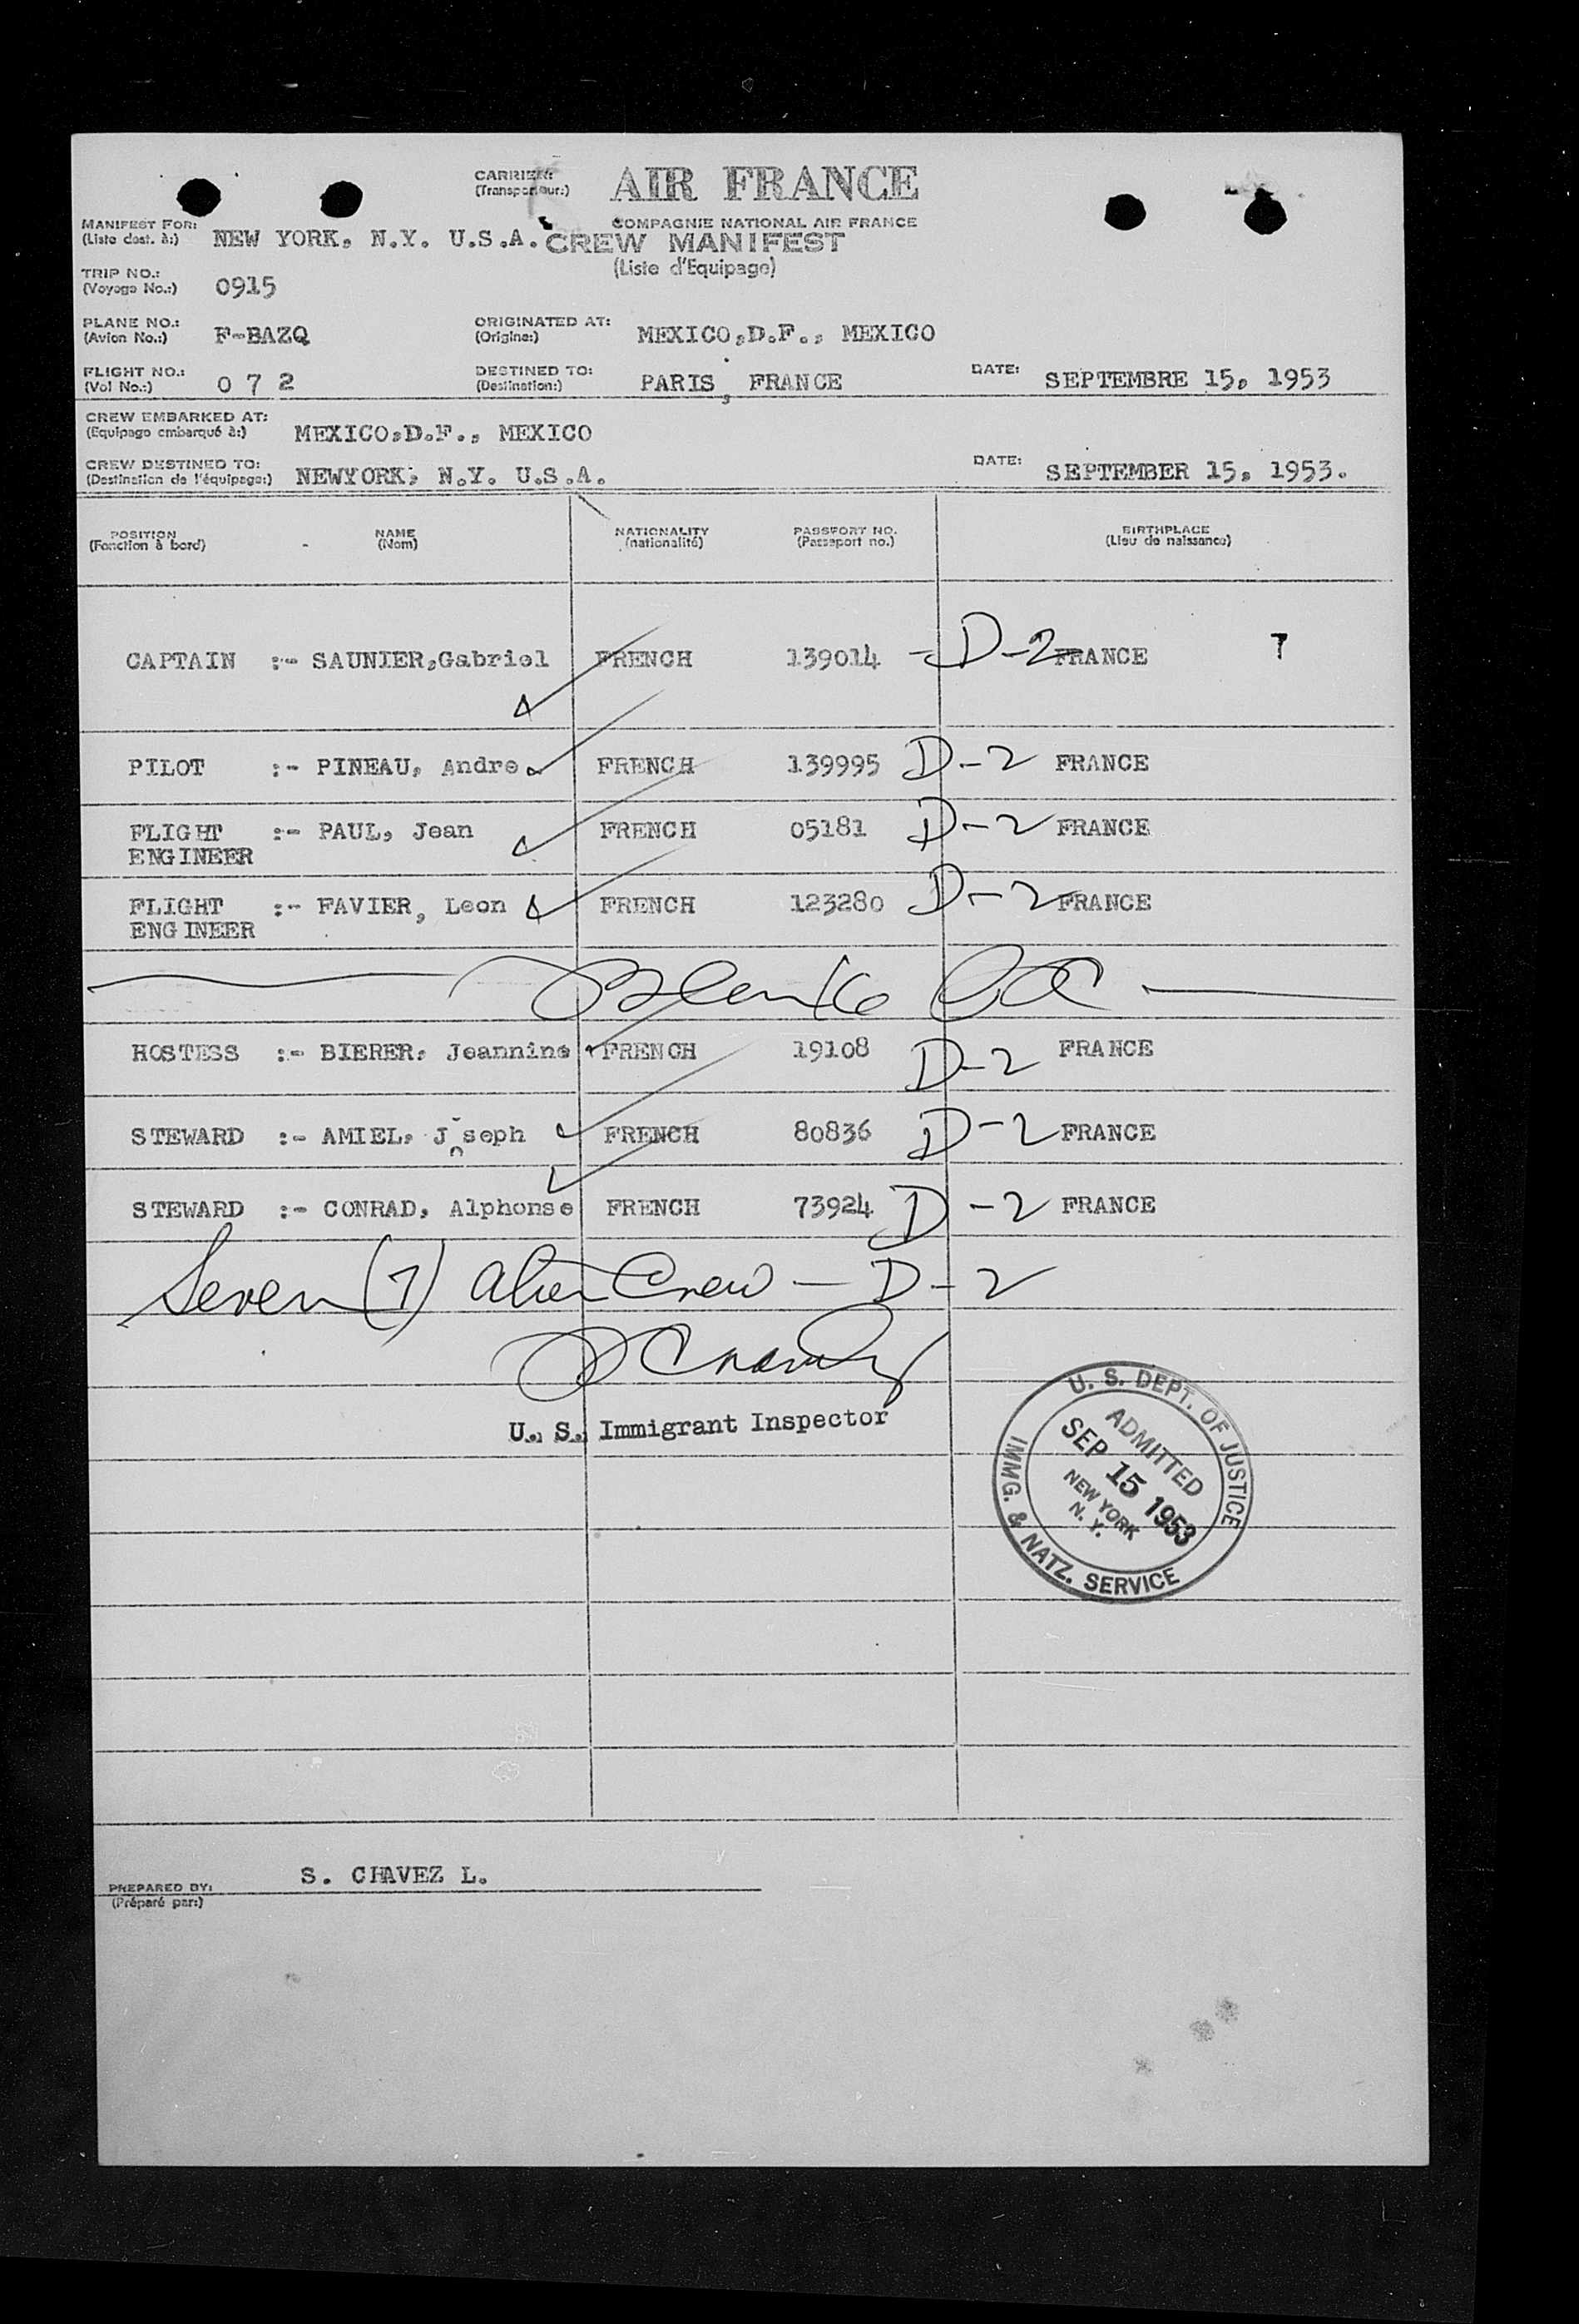 CARRIER: AIR FRANCE
(Transporteur:)
COMPAGNIE NATIONAL AIR FRANCE
MANIFEST FOR: NEW YORK, N.Y. U.S.A. CREW MANIFEST
(Liste dest. à:)
(Liste d'Equipage)
TRIP NO.: 0915
(Voyage No.:)
PLANE NO.: F-BAZQ ORIGINATED AT: MEXICO,D.F., MEXICO
(Avion No.:) (Origine:)
FLIGHT NO.: 0 7 2 DESTINED TO: PARIS, FRANCE DATE: SEPTEMBRE 15, 1953
(Vol No.:) (Destination:)
CREW EMBARKED AT: MEXICO,D.F., MEXICO
(Equipage embarqué à:)
CREW DESTINED TO: NEWYORK, N.Y. U.S.A. DATE: SEPTEMBER 15, 1953.
(Destination de l'équipage:)
POSITION NAME NATIONALITY PASSPORT NO. BIRTHPLACE
(Fonction à bord) (Nom) (nationalité) (Passeport no.) (Lieu de naissance)
CAPTAIN :- SAUNIER,Gabriel FRENCH 139014 - D-2 FRANCE 7
PILOT :- PINEAU, Andre FRENCH 139995 D-2 FRANCE
FLIGHT :- PAUL, Jean FRENCH 05181 D-2 FRANCE
ENGINEER
FLIGHT :- FAVIER, Leon FRENCH 123280 D-2 FRANCE
ENGINEER
HOSTESS :- BIERER, Jeannine FRENCH 19108 D-2 FRANCE
STEWARD :- AMIEL, Joseph FRENCH 80836 D-2 FRANCE
STEWARD :- CONRAD, Alphonse FRENCH 73924 D-2 FRANCE
Seven (7) alien Crew - D-2
U. S. Immigrant Inspector
U. S. DEPT. OF JUSTICE
ADMITTED
SEP 15 1953
NEW YORK
N. Y.
IMMG. & NATZ. SERVICE
S. CHAVEZ L.
PREPARED BY:
(Préparé par:)